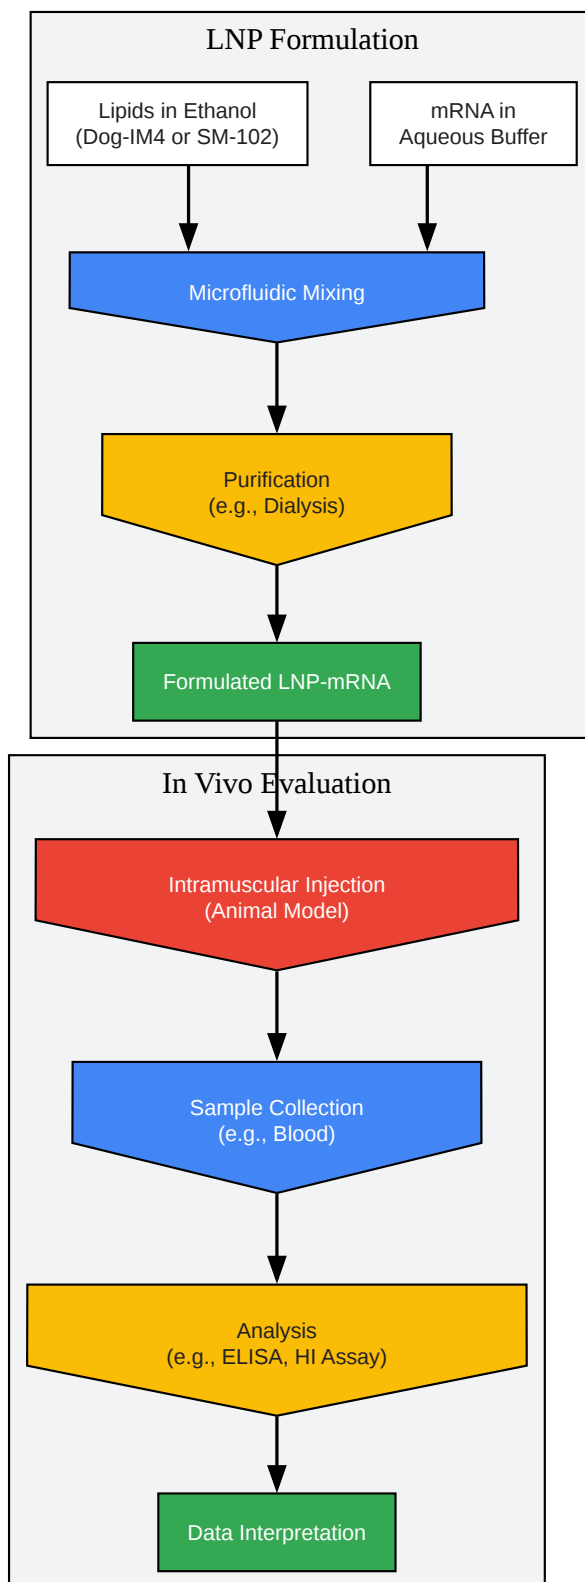 LNP Formulation
Lipids in Ethanol
(Dog-IM4 or SM-102)
mRNA in
Aqueous Buffer
Microfluidic Mixing
Purification
(e.g., Dialysis)
Formulated LNP-mRNA
In Vivo Evaluation
Intramuscular Injection
(Animal Model)
Sample Collection
(e.g., Blood)
Analysis
(e.g., ELISA, HI Assay)
Data Interpretation